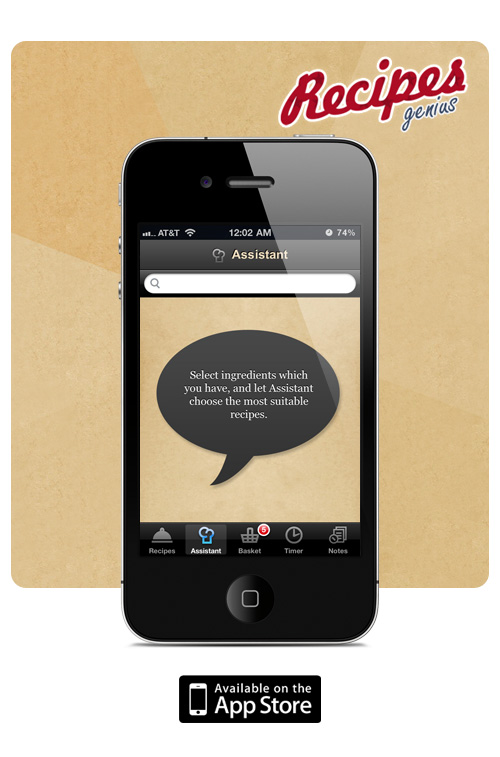 Recipes
genius
AT&T 12:02 AM 74%
Assistant
Select ingredients which
you have, and let Assistant
choose the most suitable
recipes.
5
Recipes Assistant Basket Timer Notes
Available on the
App Store